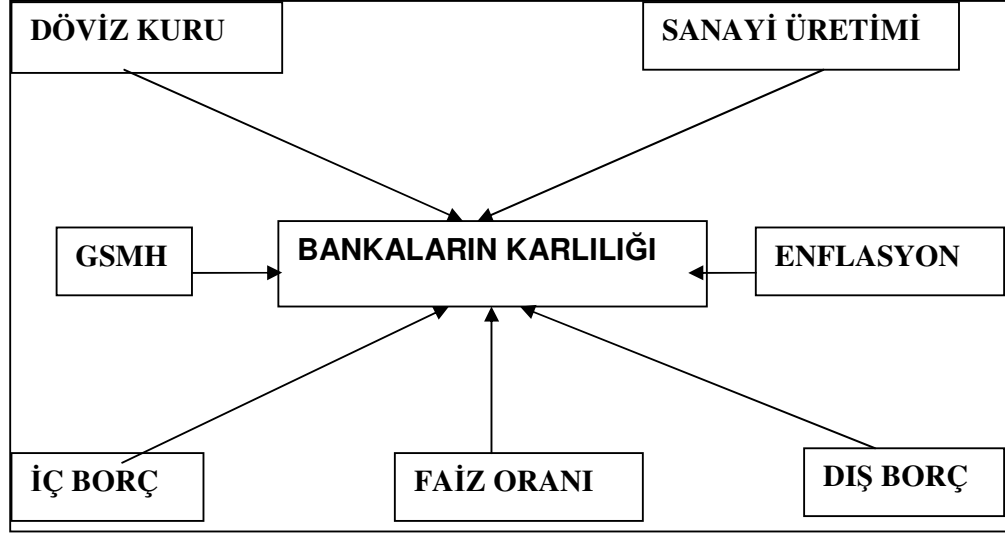 DÖVİZ KURU
SANAYİ ÜRETİMİ
GSMH
BANKALARIN KARLILIĞI
ENFLASYON
İÇ BORÇ
FAİZ ORANI
DIŞ BORÇ